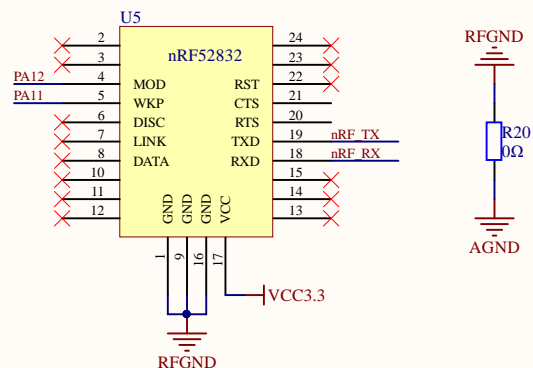 U5
nRF52832
2
3
PA12 4 MOD
PA11 5 WKP
6 DISC
7 LINK
8 DATA
10
11
12
24
23
RST 22
CTS 21
RTS 20
TXD 19 nRF_TX
RXD 18 nRF_RX
15
14
13
GND GND GND VCC
1 9 16 17
VCC3.3
RFGND
RFGND
R20
0Ω
AGND